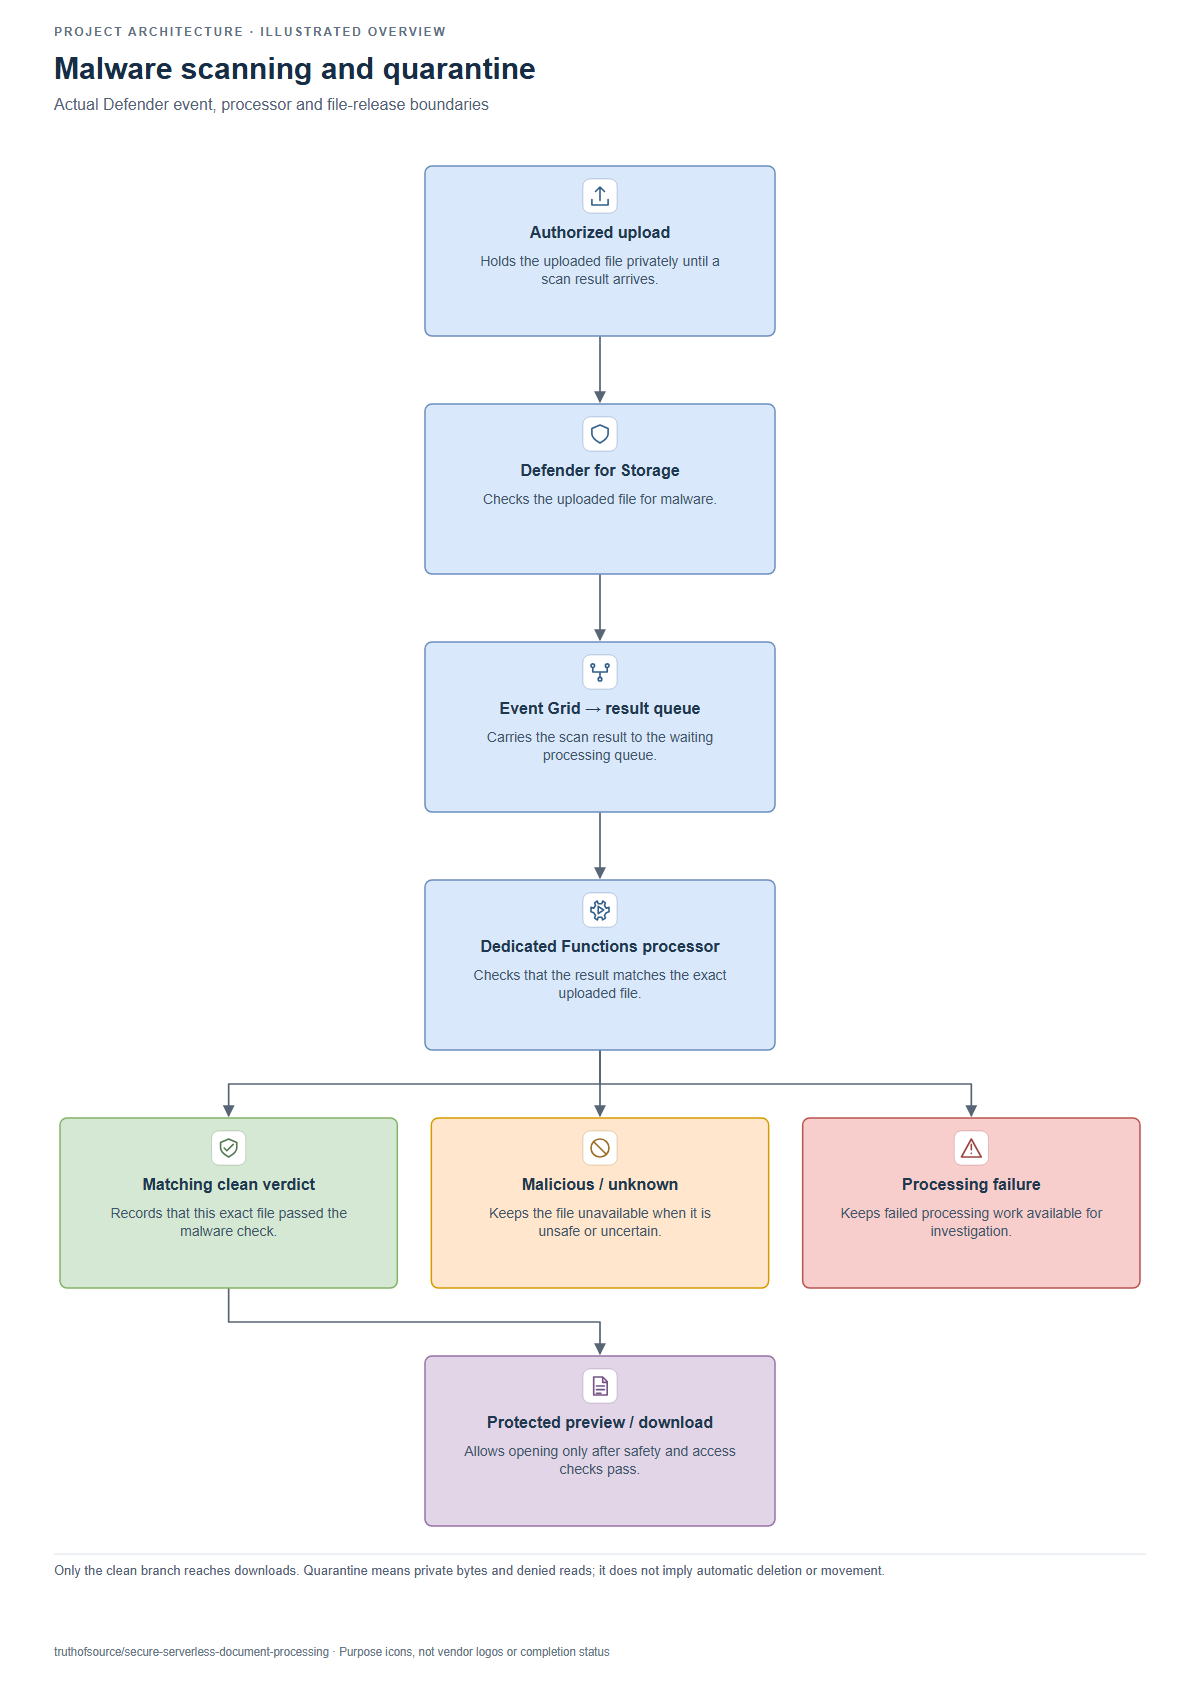 PROJECT ARCHITECTURE · ILLUSTRATED OVERVIEW
Malware scanning and quarantine
Actual Defender event, processor and file-release boundaries
Authorized upload
Holds the uploaded file privately until a
scan result arrives.
Defender for Storage
Checks the uploaded file for malware.
Event Grid → result queue
Carries the scan result to the waiting
processing queue.
Dedicated Functions processor
Checks that the result matches the exact
uploaded file.
Matching clean verdict
Records that this exact file passed the
malware check.
Malicious / unknown
Keeps the file unavailable when it is
unsafe or uncertain.
Processing failure
Keeps failed processing work available for
investigation.
Protected preview / download
Allows opening only after safety and access
checks pass.
Only the clean branch reaches downloads. Quarantine means private bytes and denied reads; it does not imply automatic deletion or movement.
truthofsource/secure-serverless-document-processing · Purpose icons, not vendor logos or completion status